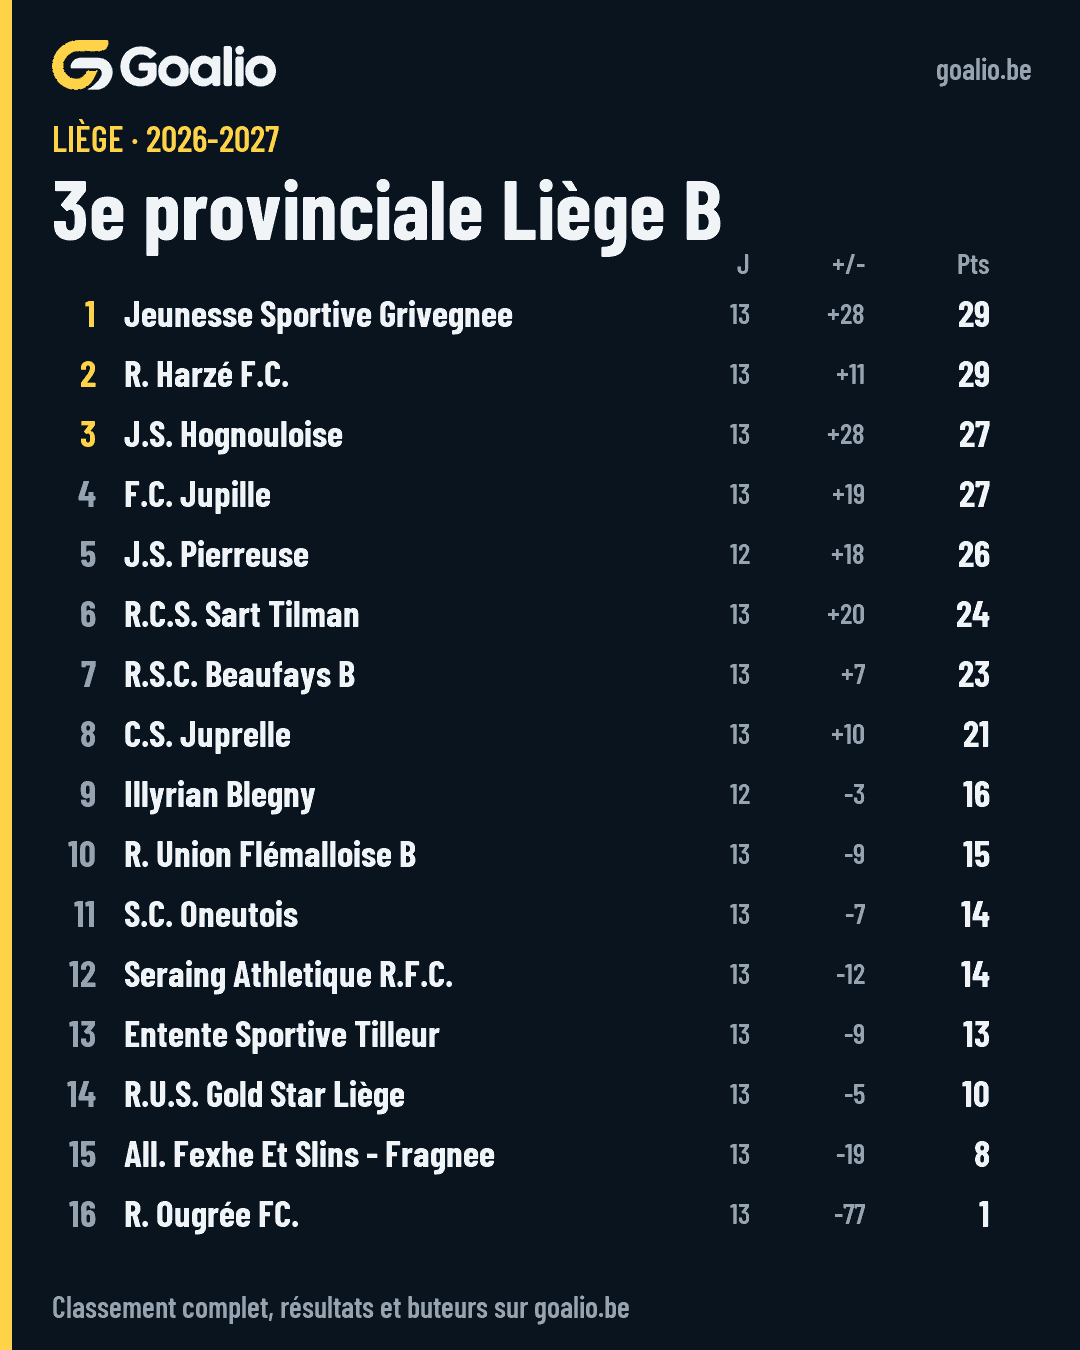 Goalio
goalio.be
LIÈGE · 2026-2027
3e provinciale Liège B
J +/- Pts
1 Jeunesse Sportive Grivegnee 13 +28 29
2 R. Harzé F.C. 13 +11 29
3 J.S. Hognouloise 13 +28 27
4 F.C. Jupille 13 +19 27
5 J.S. Pierreuse 12 +18 26
6 R.C.S. Sart Tilman 13 +20 24
7 R.S.C. Beaufays B 13 +7 23
8 C.S. Juprelle 13 +10 21
9 Illyrian Blegny 12 -3 16
10 R. Union Flémalloise B 13 -9 15
11 S.C. Oneutois 13 -7 14
12 Seraing Athletique R.F.C. 13 -12 14
13 Entente Sportive Tilleur 13 -9 13
14 R.U.S. Gold Star Liège 13 -5 10
15 All. Fexhe Et Slins - Fragnee 13 -19 8
16 R. Ougrée FC. 13 -77 1
Classement complet, résultats et buteurs sur goalio.be